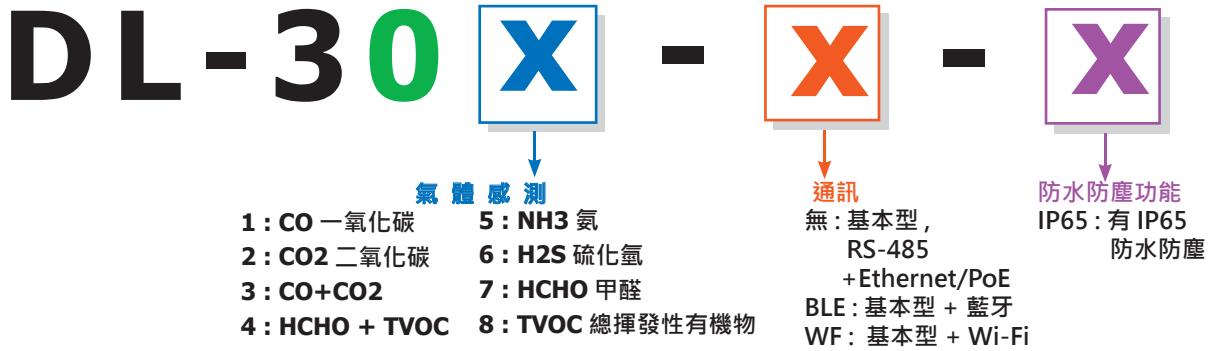 DL-30X - X - X
氣體感測
1 : CO 一氧化碳
2 : CO2 二氧化碳
3 : CO+CO2
4 : HCHO + TVOC
5 : NH3 氨
6 : H2S 硫化氫
7 : HCHO 甲醛
8 : TVOC 總揮發性有機物
通訊
無 : 基本型 ,
RS-485
+Ethernet/PoE
BLE : 基本型 + 藍牙
WF : 基本型 + Wi-Fi
防水防塵功能
IP65 : 有 IP65
防水防塵